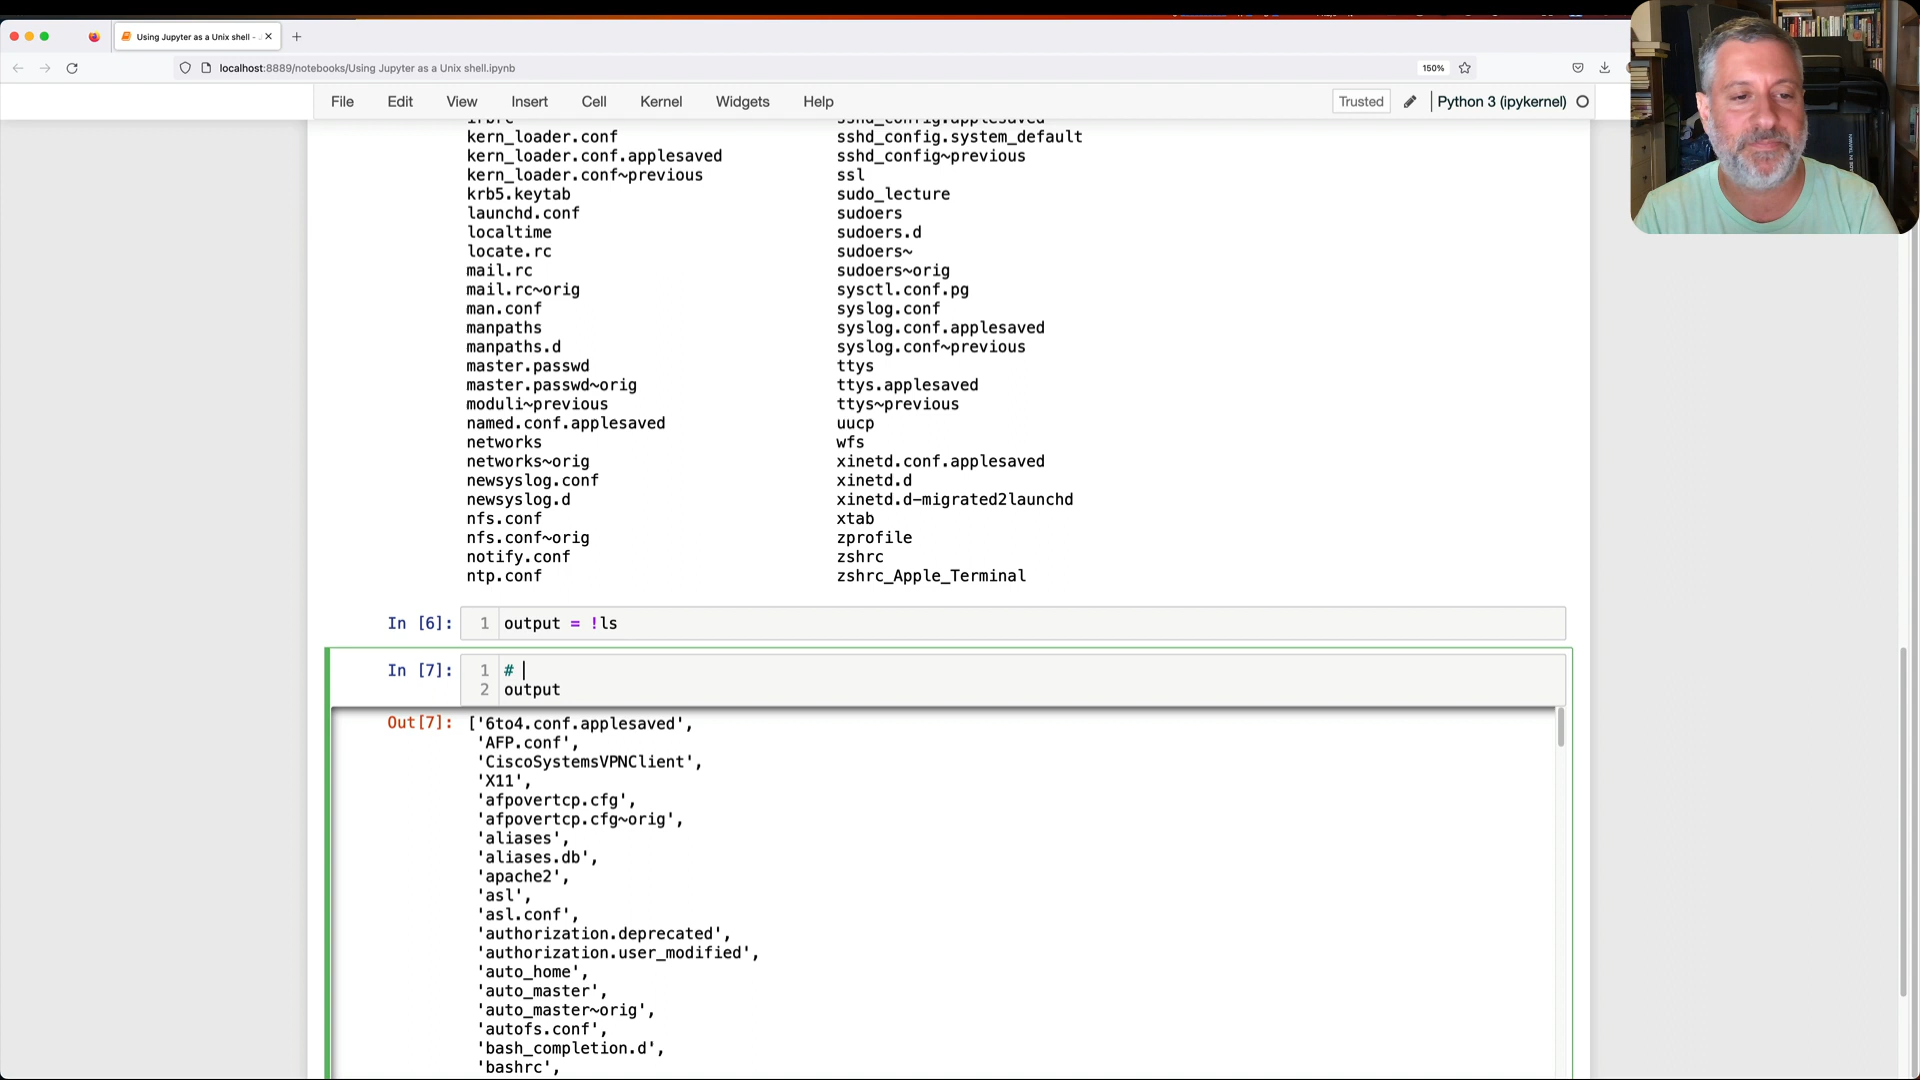 Using Jupyter as a Unix shell -
localhost:8889/notebooks/Using Jupyter as a Unix shell.ipynb
150%
File Edit View Insert Cell Kernel Widgets Help
Trusted
Python 3 (ipykernel)
kern_loader.conf sshd_config.system_default
kern_loader.conf.applesaved sshd_config~previous
kern_loader.conf~previous ssl
krb5.keytab sudo_lecture
launchd.conf sudoers
localtime sudoers.d
locate.rc sudoers~
mail.rc sudoers~orig
mail.rc~orig sysctl.conf.pg
man.conf syslog.conf
manpaths syslog.conf.applesaved
manpaths.d syslog.conf~previous
master.passwd ttys
master.passwd~orig ttys.applesaved
moduli~previous ttys~previous
named.conf.applesaved uucp
networks wfs
networks~orig xinetd.conf.applesaved
newsyslog.conf xinetd.d
newsyslog.d xinetd.d-migrated2launchd
nfs.conf xtab
nfs.conf~orig zprofile
notify.conf zshrc
ntp.conf zshrc_Apple_Terminal
In [6]: 1 output = !ls
In [7]: 1 #
2 output
Out[7]: ['6to4.conf.applesaved',
'AFP.conf',
'CiscoSystemsVPNClient',
'X11',
'afpovertcp.cfg',
'afpovertcp.cfg~orig',
'aliases',
'aliases.db',
'apache2',
'asl',
'asl.conf',
'authorization.deprecated',
'authorization.user_modified',
'auto_home',
'auto_master',
'auto_master~orig',
'autofs.conf',
'bash_completion.d',
'bashrc',